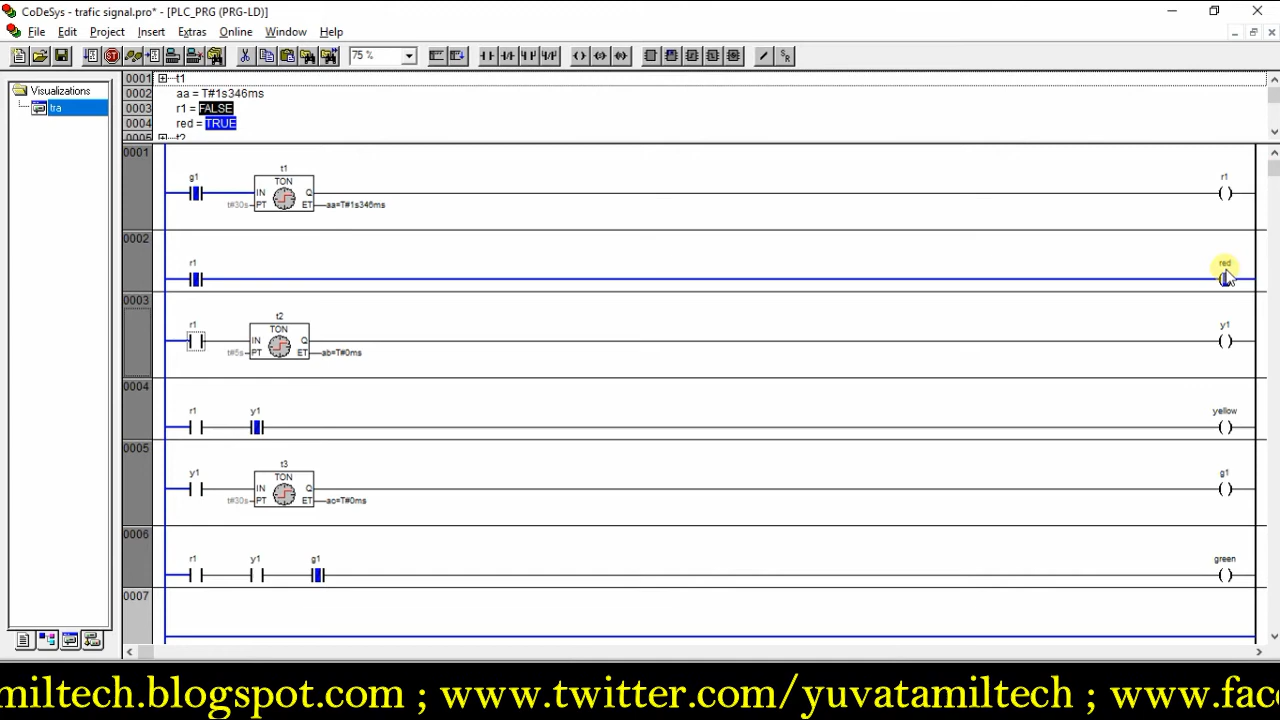 CoDeSys - trafic signal.pro* - [PLC_PRG (PRG-LD)]
File Edit Project Insert Extras Online Window Help
75 %
Visualizations
tra
0001 t1
0002 aa = T#1s346ms
0003 r1 = FALSE
0004 red = TRUE
0005 t2
0001
g1 t1 r1
TON
IN Q
t#30s PT ET aa=T#1s346ms
0002
r1 red
0003
r1 t2 y1
TON
IN Q
t#5s PT ET ab=T#0ms
0004
r1 y1 yellow
0005
y1 t3 g1
TON
IN Q
t#30s PT ET ac=T#0ms
0006
r1 y1 g1 green
0007
miltech.blogspot.com ; www.twitter.com/yuvatamiltech ; www.fac